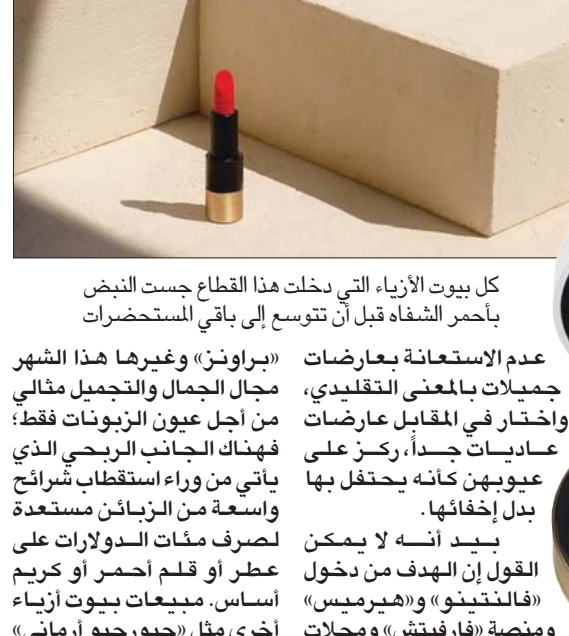 كل بيوت الأزياء التي دخلت هذا القطاع جست النبض
بأحمر الشفاه قبل أن تتوسع إلى باقي المستحضرات
عدم الاستعانة بعارضات
جميلات بالمعنى التقليدي،
واختار في المقابل عارضات
عاديات جداً، ركز على
عيوبهن كأنه يحتفل بها
بدل إخفائها.
بيد أنه لا يمكن
القول إن الهدف من دخول
«فالنتينو» و«هيرميس»
ومنصة «فارفيتش» ومحلات
«براونز» وغيرها هذا الشهر
مجال الجمال والتجميل مثالي
من أجل عيون الزبونات فقط؛
فهناك الجانب الربحي الذي
يأتي من وراء استقطاب شرائح
واسعة من الزبائن مستعدة
لصرف مئات الدولارات على
عطر أو قلم أحمر أو كريم
أساس. مبيعات بيوت أزياء
أخرى مثل «جيورجيو أرماني»